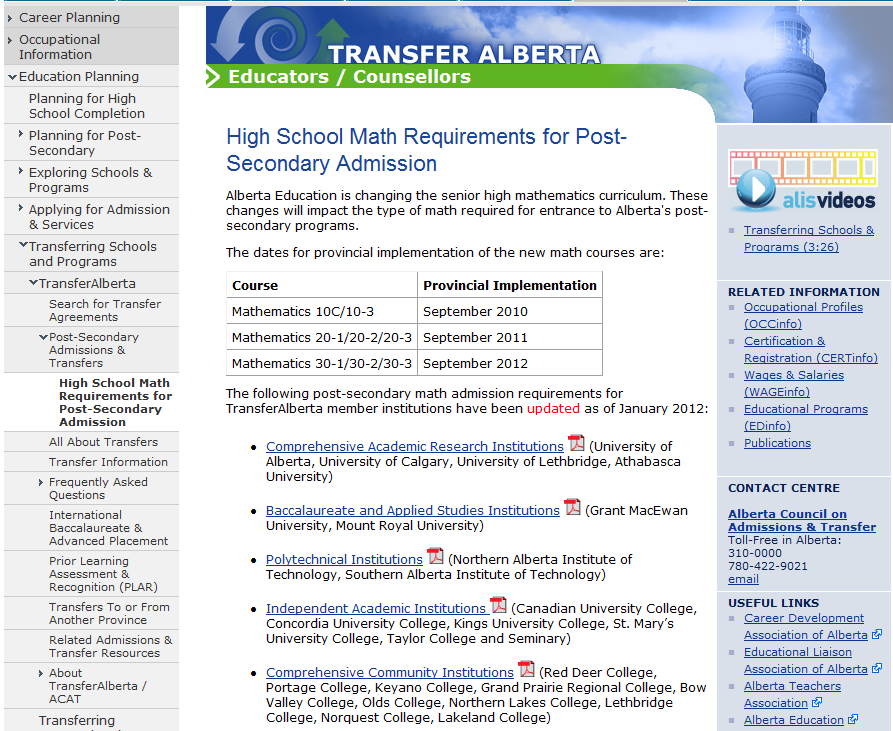 Career Planning
Occupational
Information
Education Planning
Planning for High
School Completion
Planning for Post-
Secondary
Exploring Schools &
Programs
Applying for Admission
& Services
Transferring Schools
and Programs
TransferAlberta
Search for Transfer
Agreements
Post-Secondary
Admissions &
Transfers
High School Math
Requirements for
Post-Secondary
Admission
All About Transfers
Transfer Information
Frequently Asked
Questions
International
Baccalaureate &
Advanced Placement
Prior Learning
Assessment &
Recognition (PLAR)
Transfers To or From
Another Province
Related Admissions &
Transfer Resources
About
TransferAlberta /
ACAT
Transferring
TRANSFER ALBERTA
Educators / Counsellors
High School Math Requirements for Post-
Secondary Admission
Alberta Education is changing the senior high mathematics curriculum. These
changes will impact the type of math required for entrance to Alberta's post-
secondary programs.
The dates for provincial implementation of the new math courses are:
Course Provincial Implementation
Mathematics 10C/10-3 September 2010
Mathematics 20-1/20-2/20-3 September 2011
Mathematics 30-1/30-2/30-3 September 2012
The following post-secondary math admission requirements for
TransferAlberta member institutions have been updated as of January 2012:
Comprehensive Academic Research Institutions (University of
Alberta, University of Calgary, University of Lethbridge, Athabasca
University)
Baccalaureate and Applied Studies Institutions (Grant MacEwan
University, Mount Royal University)
Polytechnical Institutions (Northern Alberta Institute of
Technology, Southern Alberta Institute of Technology)
Independent Academic Institutions (Canadian University College,
Concordia University College, Kings University College, St. Mary's
University College, Taylor College and Seminary)
Comprehensive Community Institutions (Red Deer College,
Portage College, Keyano College, Grand Prairie Regional College, Bow
Valley College, Olds College, Northern Lakes College, Lethbridge
College, Norquest College, Lakeland College)
alisvideos
Transferring Schools &
Programs (3:26)
RELATED INFORMATION
Occupational Profiles
(OCCinfo)
Certification &
Registration (CERTinfo)
Wages & Salaries
(WAGEinfo)
Educational Programs
(EDinfo)
Publications
CONTACT CENTRE
Alberta Council on
Admissions & Transfer
Toll-Free in Alberta:
310-0000
780-422-9021
email
USEFUL LINKS
Career Development
Association of Alberta
Educational Liaison
Association of Alberta
Alberta Teachers
Association
Alberta Education